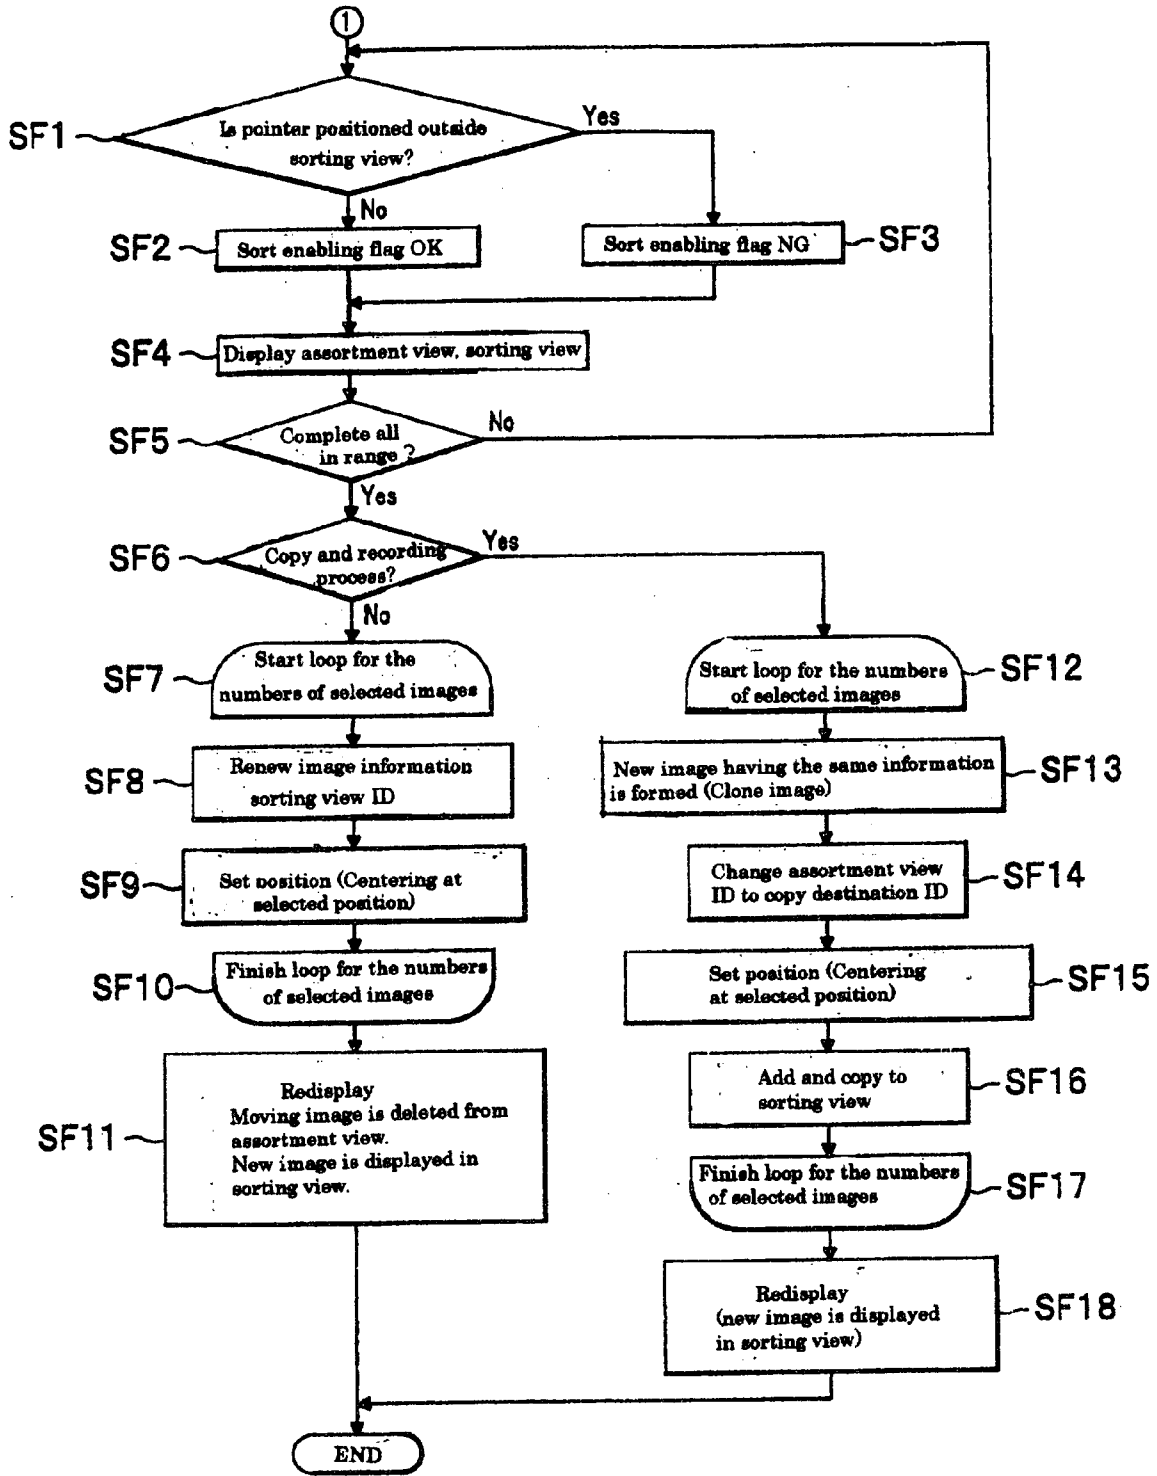 1
SF1
Is pointer positioned outside
sorting view?
Yes
No
SF2
Sort enabling flag OK
Sort enabling flag NG
SF3
SF4
Display assortment view, sorting view
SF5
Complete all
in range ?
No
Yes
SF6
Copy and recording
process?
Yes
No
SF7
Start loop for the
numbers of selected images
SF8
Renew image information
sorting view ID
SF9
Set position (Centering at
selected position)
SF10
Finish loop for the numbers
of selected images
SF11
Redisplay
Moving image is deleted from
assortment view.
New image is displayed in
sorting view.
Start loop for the numbers
of selected images
SF12
New image having the same information
is formed (Clone image)
SF13
Change assortment view
ID to copy destination ID
SF14
Set position (Centering
at selected position)
SF15
Add and copy to
sorting view
SF16
Finish loop for the numbers
of selected images
SF17
Redisplay
(new image is displayed
in sorting view)
SF18
END